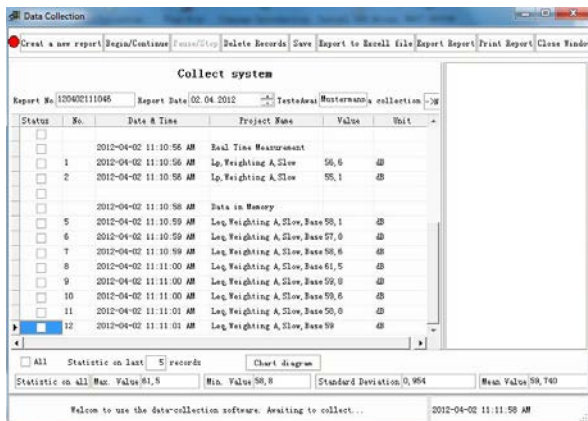 Data Collection
Creat a new report Begin/Continue Pause/Stop Delete Records Save Export to Excell file Export Report Print Report Close Window
Collect system
Report No 120402111046 Report Date 02.04.2012 TesteAwai Mustermann a collection ->M
Status No. Date & Time Project Name Value Unit
2012-04-02 11:10:56 AM Real Time Measurement
1 2012-04-02 11:10:56 AM Lp,Weighting A,Slow 56,6 dB
2 2012-04-02 11:10:56 AM Lp,Weighting A,Slow 55,1 dB
2012-04-02 11:10:58 AM Data in Memory
5 2012-04-02 11:10:59 AM Leq,Weighting A,Slow,Base 58,1 dB
6 2012-04-02 11:10:59 AM Leq,Weighting A,Slow,Base 57,8 dB
7 2012-04-02 11:10:59 AM Leq,Weighting A,Slow,Base 58,6 dB
8 2012-04-02 11:11:00 AM Leq,Weighting A,Slow,Base 61,5 dB
9 2012-04-02 11:11:00 AM Leq,Weighting A,Slow,Base 59,8 dB
10 2012-04-02 11:11:00 AM Leq,Weighting A,Slow,Base 59,6 dB
11 2012-04-02 11:11:01 AM Leq,Weighting A,Slow,Base 58,8 dB
12 2012-04-02 11:11:01 AM Leq,Weighting A,Slow,Base 59 dB
All Statistic on last 5 records Chart diagram
Statistic on all Max. Value 61,5 Min. Value 58,8 Standard Deviation 0,954 Mean Value 59,740
Welcom to use the data-collection software. Awaiting to collect... 2012-04-02 11:11:58 AM